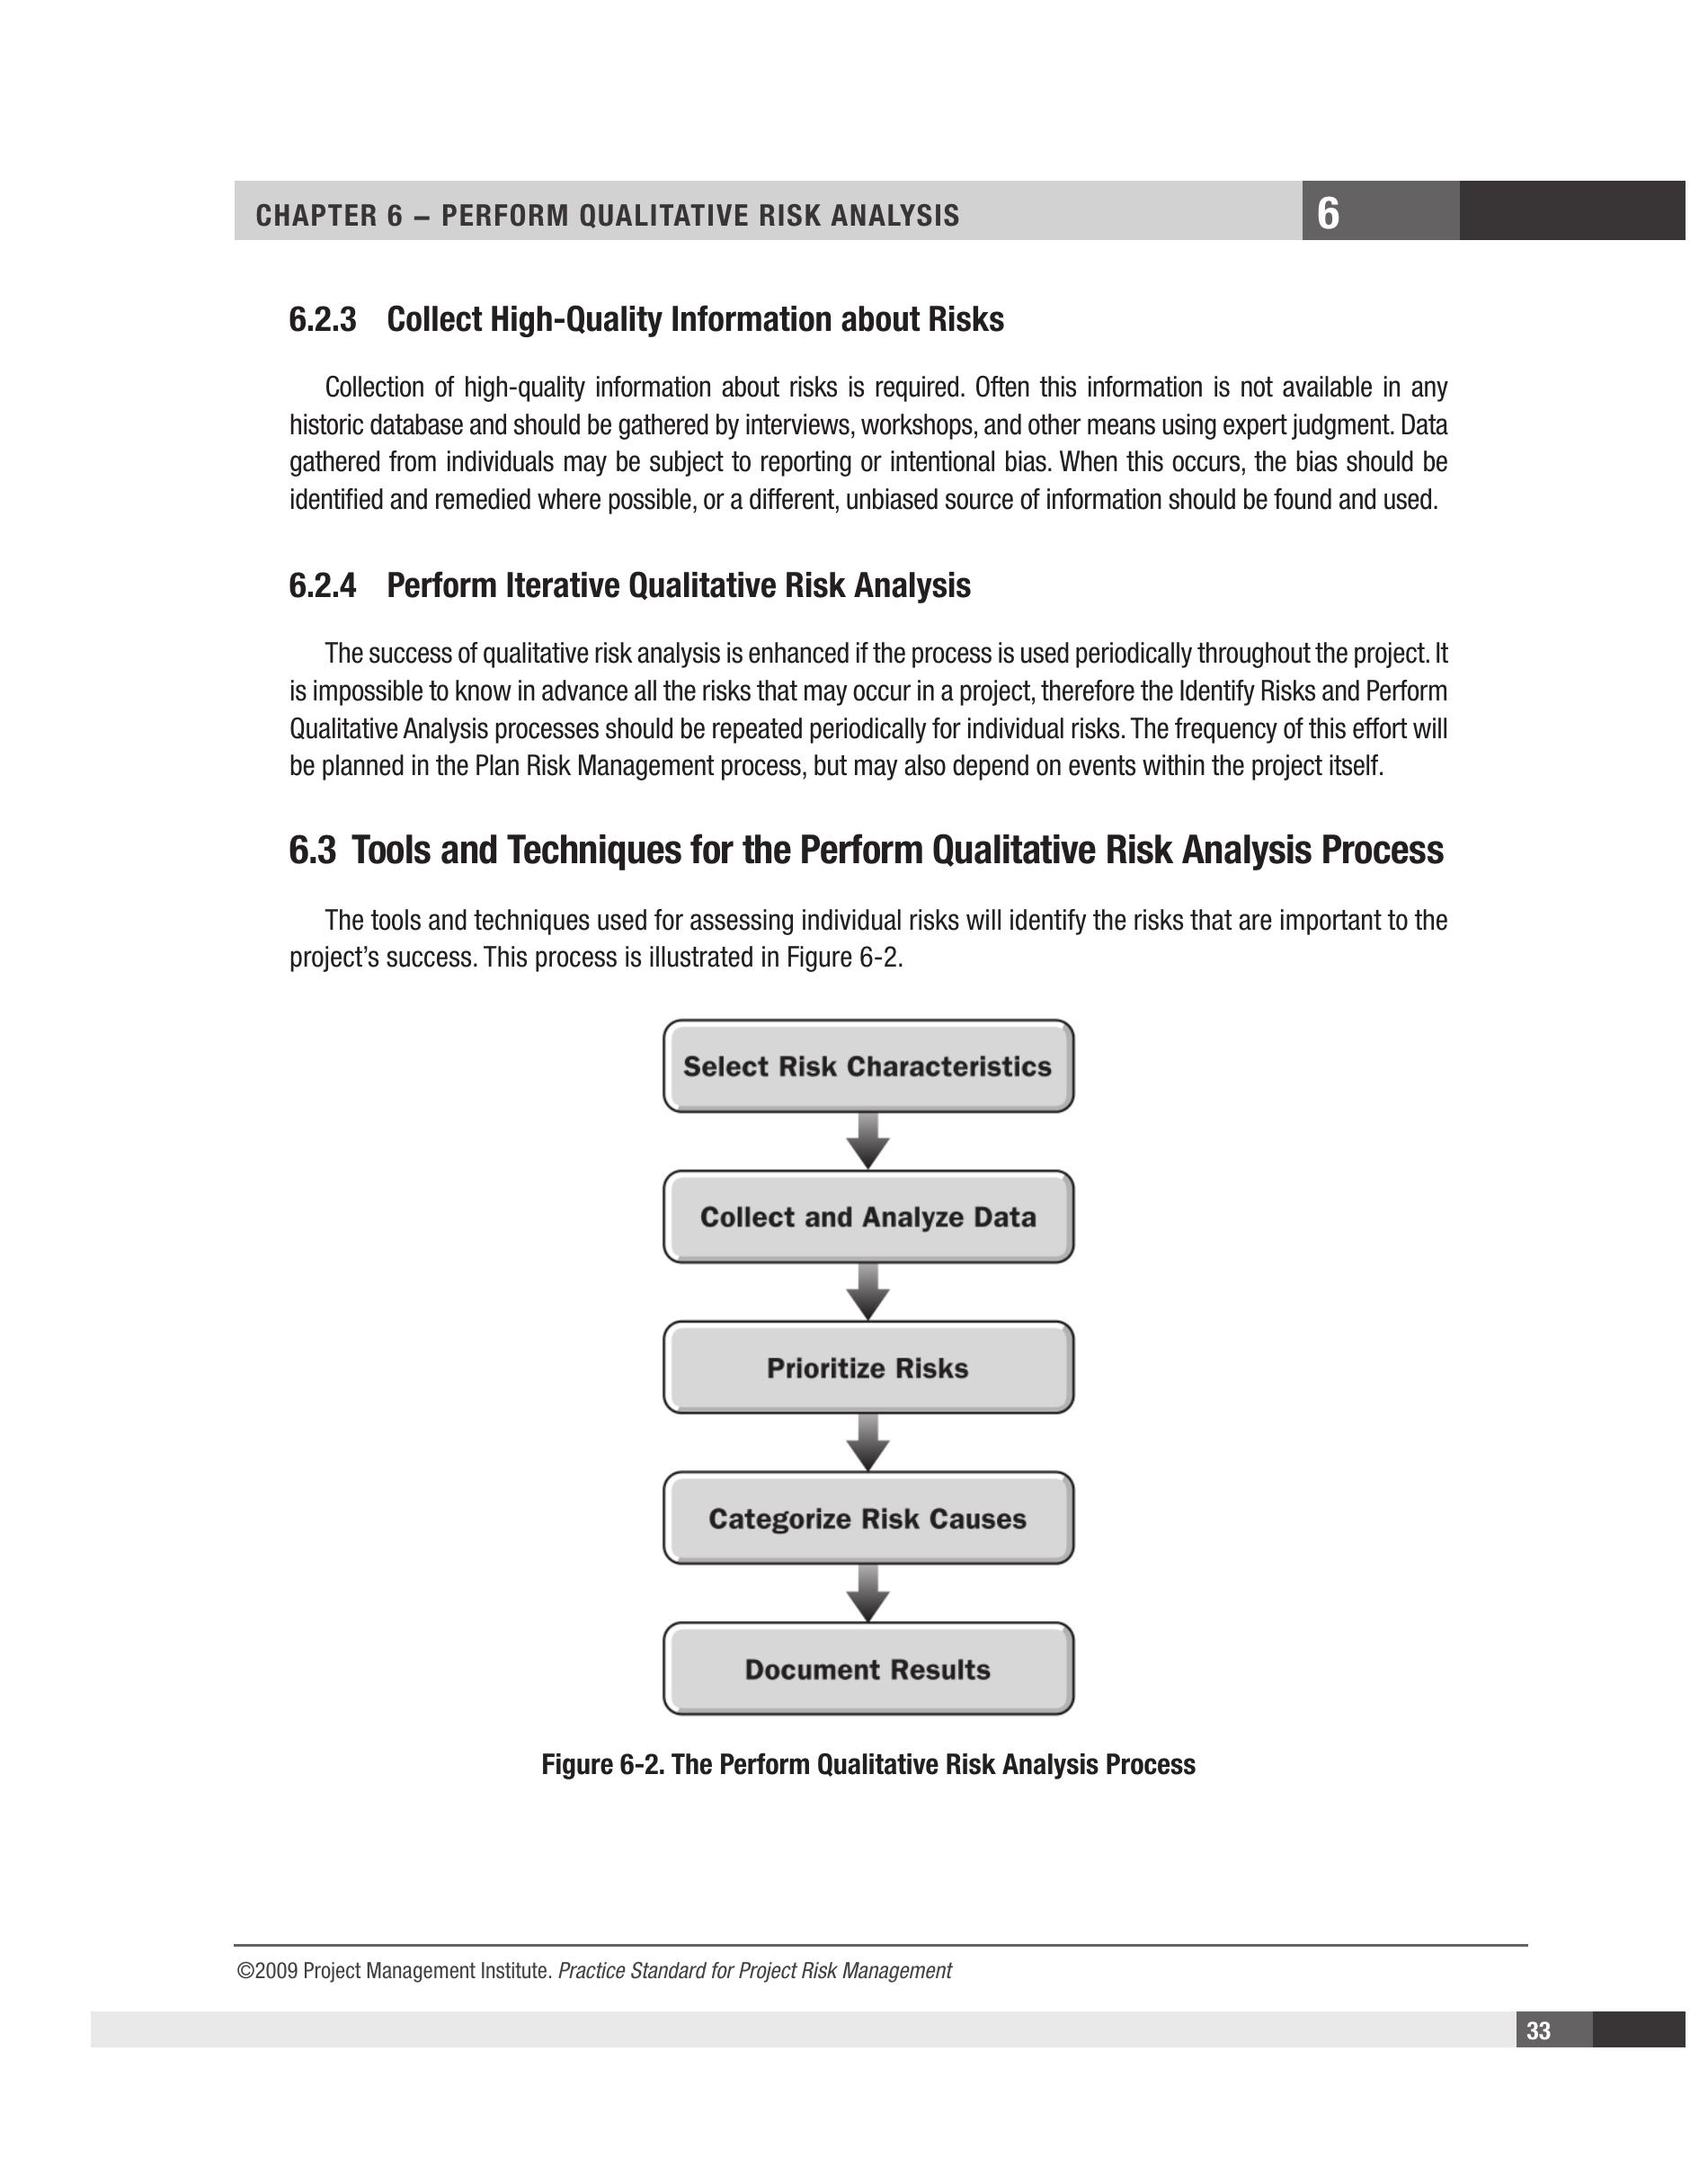 CHAPTER 6 – PERFORM QUALITATIVE RISK ANALYSIS
6
6.2.3 Collect High-Quality Information about Risks
Collection of high-quality information about risks is required. Often this information is not available in any
historic database and should be gathered by interviews, workshops, and other means using expert judgment. Data
gathered from individuals may be subject to reporting or intentional bias. When this occurs, the bias should be
identified and remedied where possible, or a different, unbiased source of information should be found and used.
6.2.4 Perform Iterative Qualitative Risk Analysis
The success of qualitative risk analysis is enhanced if the process is used periodically throughout the project. It
is impossible to know in advance all the risks that may occur in a project, therefore the Identify Risks and Perform
Qualitative Analysis processes should be repeated periodically for individual risks. The frequency of this effort will
be planned in the Plan Risk Management process, but may also depend on events within the project itself.
6.3 Tools and Techniques for the Perform Qualitative Risk Analysis Process
The tools and techniques used for assessing individual risks will identify the risks that are important to the
project’s success. This process is illustrated in Figure 6-2.
Select Risk Characteristics
Collect and Analyze Data
Prioritize Risks
Categorize Risk Causes
Document Results
Figure 6-2. The Perform Qualitative Risk Analysis Process
©2009 Project Management Institute. Practice Standard for Project Risk Management
33